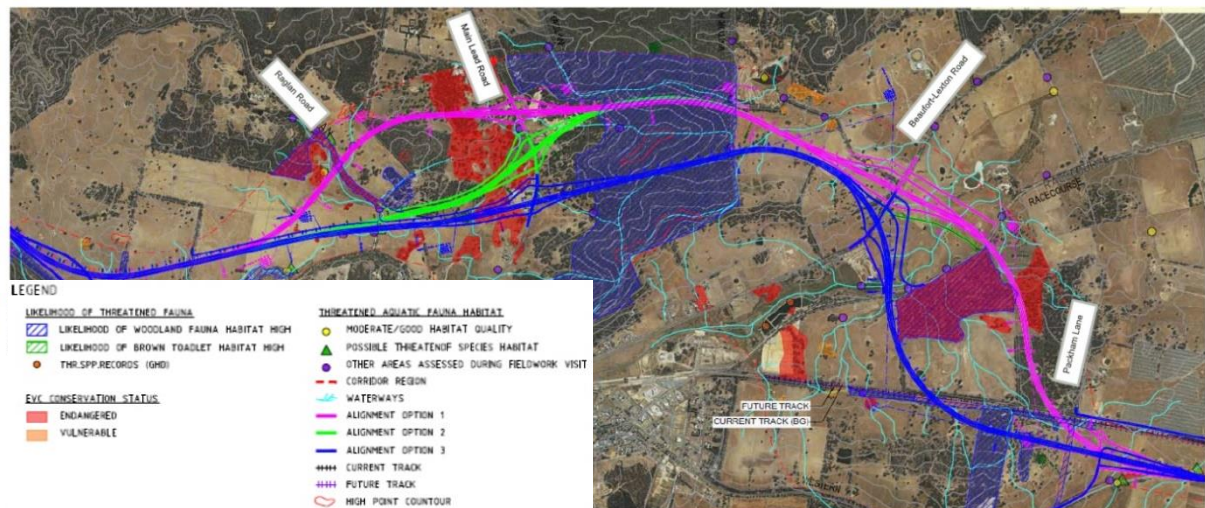 Main Lead Road
Raglan Road
Beaufort-Lexton Road
RACECOURSE
Packham Lane
FUTURE TRACK
CURRENT TRACK (BG)
WESTERN
LEGEND
LIKELIHOOD OF THREATENED FAUNA
LIKELIHOOD OF WOODLAND FAUNA HABITAT HIGH
LIKELIHOOD OF BROWN TOADLET HABITAT HIGH
THR.SPP.RECORDS (GHD)
EVC CONSERVATION STATUS
ENDANGERED
VULNERABLE
THREATENED AQUATIC FAUNA HABITAT
MODERATE/GOOD HABITAT QUALITY
POSSIBLE THREATENOF SPECIES HABITAT
OTHER AREAS ASSESSED DURING FIELDWORK VISIT
CORRIDOR REGION
WATERWAYS
ALIGNMENT OPTION 1
ALIGNMENT OPTION 2
ALIGNMENT OPTION 3
CURRENT TRACK
FUTURE TRACK
HIGH POINT COUNTOUR